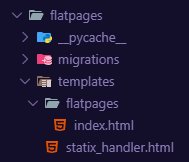 flatpages
__pycache__
migrations
templates
flatpages
index.html
statix_handler.html